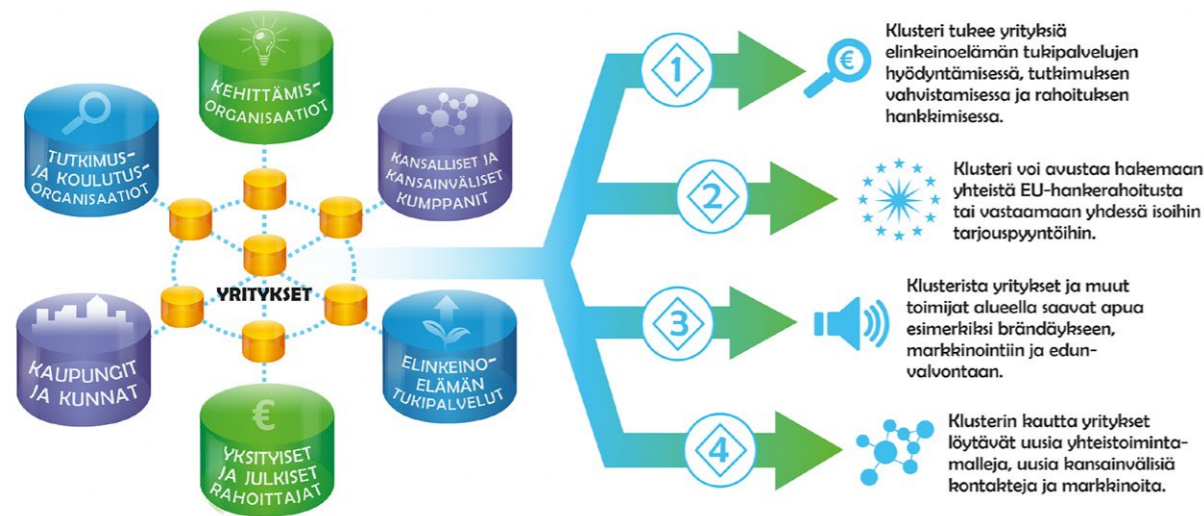 KEHITTÄMIS-
ORGANISAATIOT
TUTKIMUS-
JA KOULUTUS-
ORGANISAATIOT
KANSALLISET JA
KANSAINVÄLISET
KUMPPANIT
YRITYKSET
KAUPUNGIT
JA KUNNAT
ELINKEINO-
ELÄMÄN
TUKIPALVELUT
€
YKSITYISET
JA JULKISET
RAHOITTAJAT
1
€
Klusteri tukee yrityksiä
elinkeinoelämän tukipalvelujen
hyödyntämisessä, tutkimuksen
vahvistamisessa ja rahoituksen
hankkimisessa.
2
Klusteri voi avustaa hakemaan
yhteistä EU-hankerahoitusta
tai vastaamaan yhdessä isoihin
tarjouspyyntöihin.
3
Klusterista yritykset ja muut
toimijat alueella saavat apua
esimerkiksi brändäykseen,
markkinointiin ja edun-
valvontaan.
4
Klusterin kautta yritykset
löytävät uusia yhteistoiminta-
malleja, uusia kansainvälisiä
kontakteja ja markkinoita.